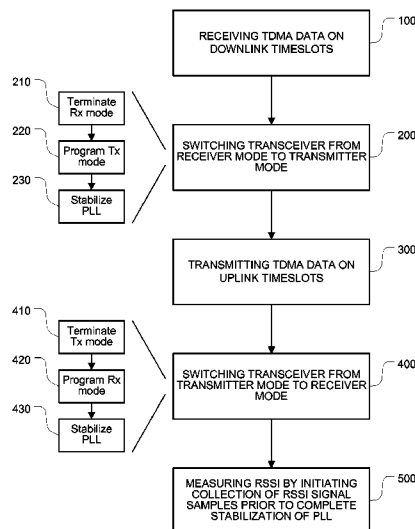 100
RECEIVING TDMA DATA ON
DOWNLINK TIMESLOTS
210
Terminate
Rx mode
220
Program Tx
mode
230
Stabilize
PLL
200
SWITCHING TRANSCEIVER FROM
RECEIVER MODE TO TRANSMITTER
MODE
300
TRANSMITTING TDMA DATA ON
UPLINK TIMESLOTS
410
Terminate
Tx mode
420
Program Rx
mode
430
Stabilize
PLL
400
SWITCHING TRANSCEIVER FROM
TRANSMITTER MODE TO RECEIVER
MODE
500
MEASURING RSSI BY INITIATING
COLLECTION OF RSSI SIGNAL
SAMPLES PRIOR TO COMPLETE
STABILIZATION OF PLL